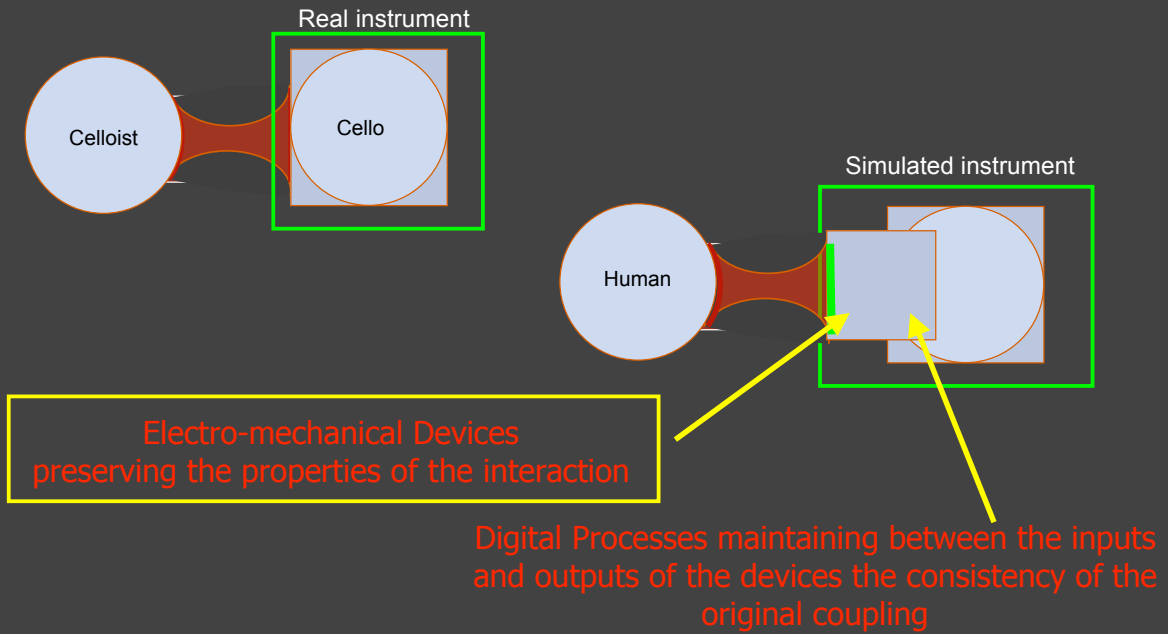 Real instrument
Celloist
Cello
Simulated instrument
Human
Electro-mechanical Devices
preserving the properties of the interaction
Digital Processes maintaining between the inputs
and outputs of the devices the consistency of the
original coupling